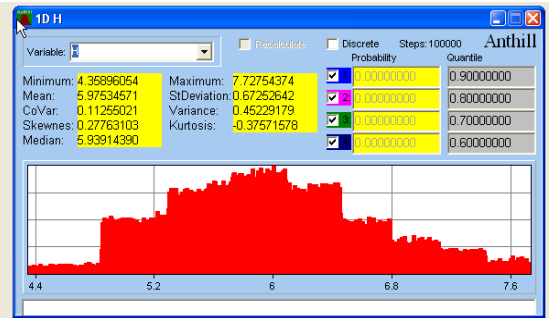 Anthill 1D H
Variable: H
Recalculate
Discrete Steps:100000 Anthill
Probability Quantile
Minimum: 4.35896054 Maximum: 7.72754374
Mean: 5.97534571 StDeviation: 0.67252642
CoVar: 0.11255021 Variance: 0.45229179
Skewnes: 0.27763103 Kurtosis: -0.37571578
Median: 5.93914390
1 0.00000000 0.90000000
2 0.00000000 0.80000000
3 0.00000000 0.70000000
0.00000000 0.60000000
4.4 5.2 6 6.8 7.6